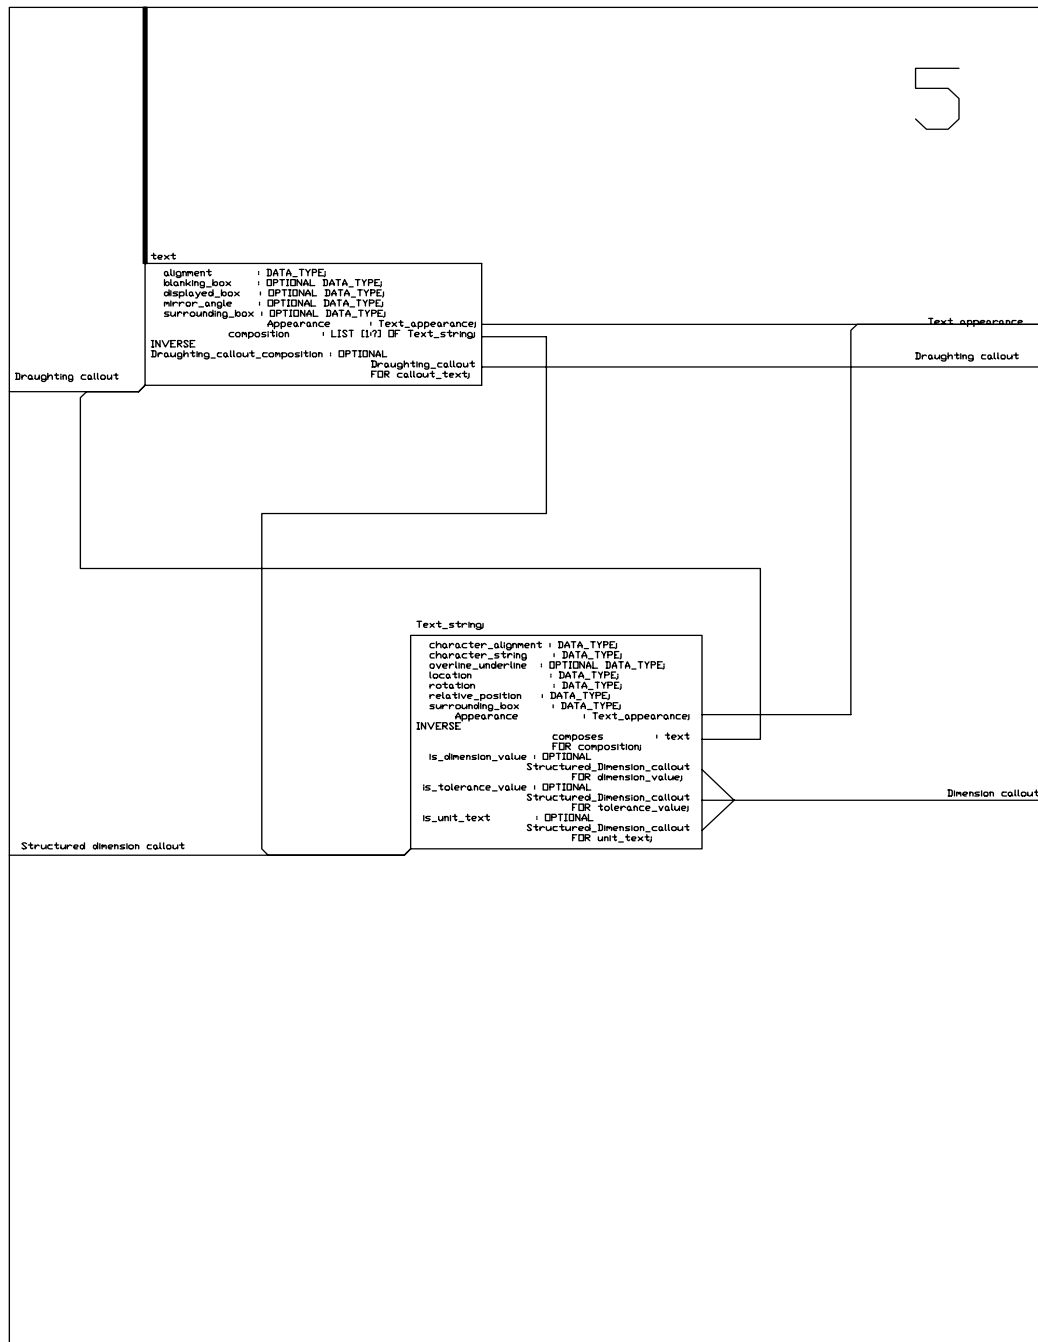 5
text
alignment : DATA_TYPE;
blanking_box : OPTIONAL DATA_TYPE;
displayed_box : OPTIONAL DATA_TYPE;
mirror_angle : OPTIONAL DATA_TYPE;
surrounding_box : OPTIONAL DATA_TYPE;
Appearance : Text_appearance;
composition : LIST [1:?] OF Text_string;
INVERSE
Draughting_callout_composition : OPTIONAL
Draughting_callout
FOR callout_text;
Text appearance
Draughting callout
Draughting callout
Text_string;
character_alignment : DATA_TYPE;
character_string : DATA_TYPE;
overline_underline : OPTIONAL DATA_TYPE;
location : DATA_TYPE;
rotation : DATA_TYPE;
relative_position : DATA_TYPE;
surrounding_box : DATA_TYPE;
Appearance : Text_appearance;
INVERSE
composes : text
FOR composition;
is_dimension_value : OPTIONAL
Structured_Dimension_callout
FOR dimension_value;
is_tolerance_value : OPTIONAL
Structured_Dimension_callout
FOR tolerance_value;
is_unit_text : OPTIONAL
Structured_Dimension_callout
FOR unit_text;
Dimension callout
Structured dimension callout